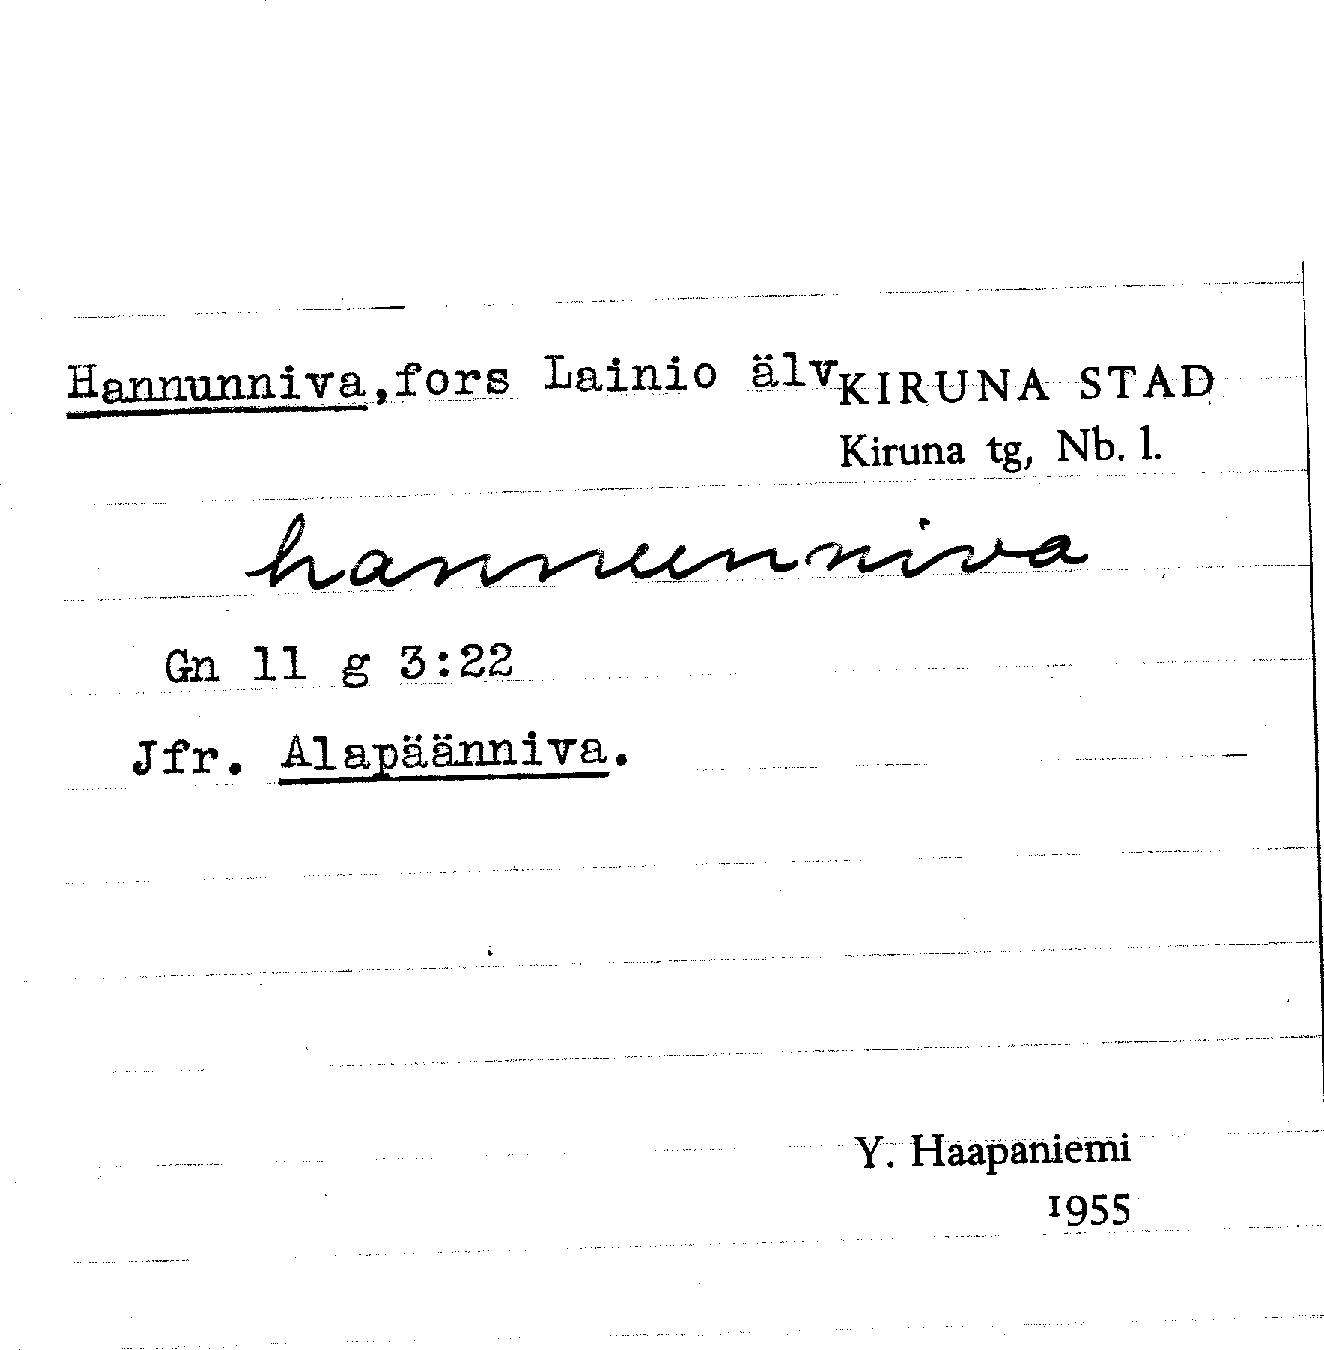 Hannunniva, fors Lainio älv KIRUNA STAD
Kiruna tg, Nb. l.
hannunniva
Gn 11 g 3:22
Jfr. Alapäänniva.
Y. Haapaniemi
1955